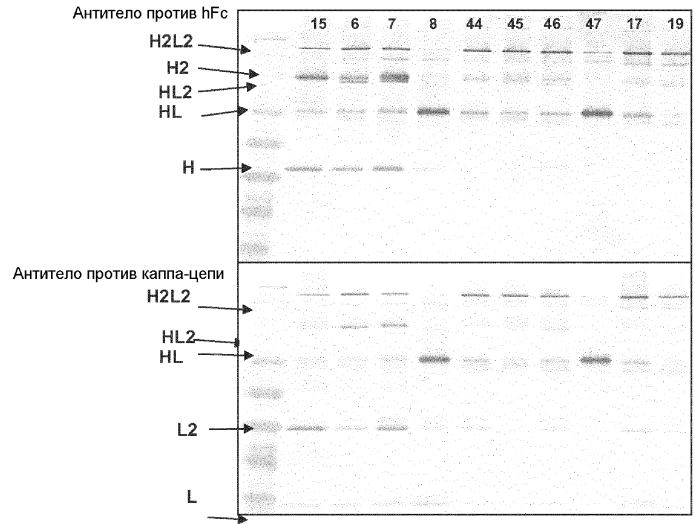 Антитело против hFc
15 6 7 8 44 45 46 47 17 19
H2L2
H2
HL2
HL
H
Антитело против каппа-цепи
H2L2
HL2
HL
L2
L